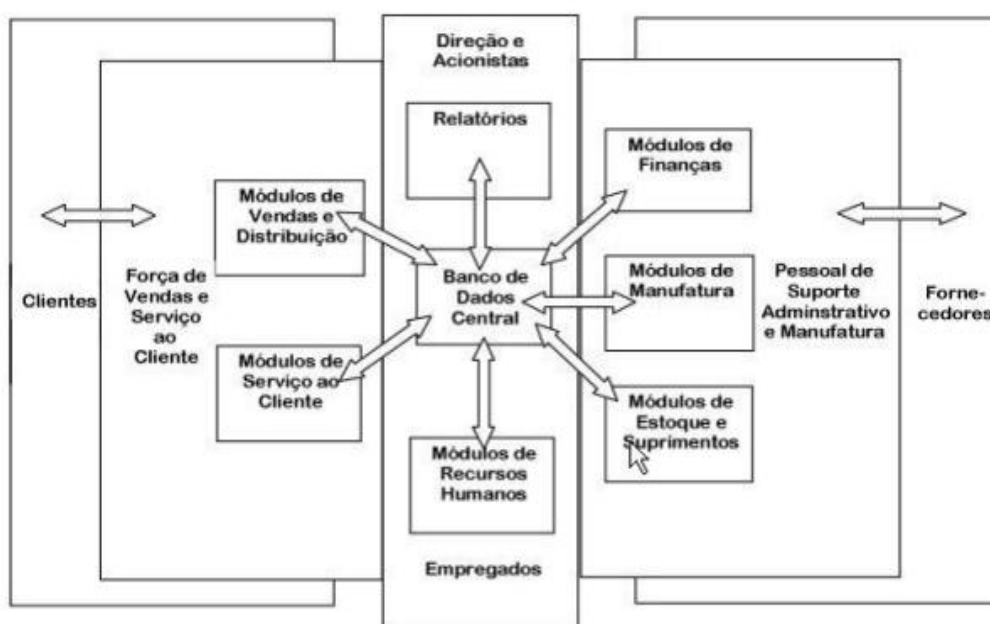 Direção e
Acionistas
Relatórios
Módulos de
Finanças
Módulos de
Vendas e
Distribuição
Clientes
Força de
Vendas e
Serviço
ao
Cliente
Banco de
Dados
Central
Módulos de
Manufatura
Pessoal de
Suporte
Adminstrativo
e Manufatura
Forne-
cedores
Módulos de
Serviço ao
Cliente
Módulos de
Estoque e
Suprimentos
Módulos de
Recursos
Humanos
Empregados